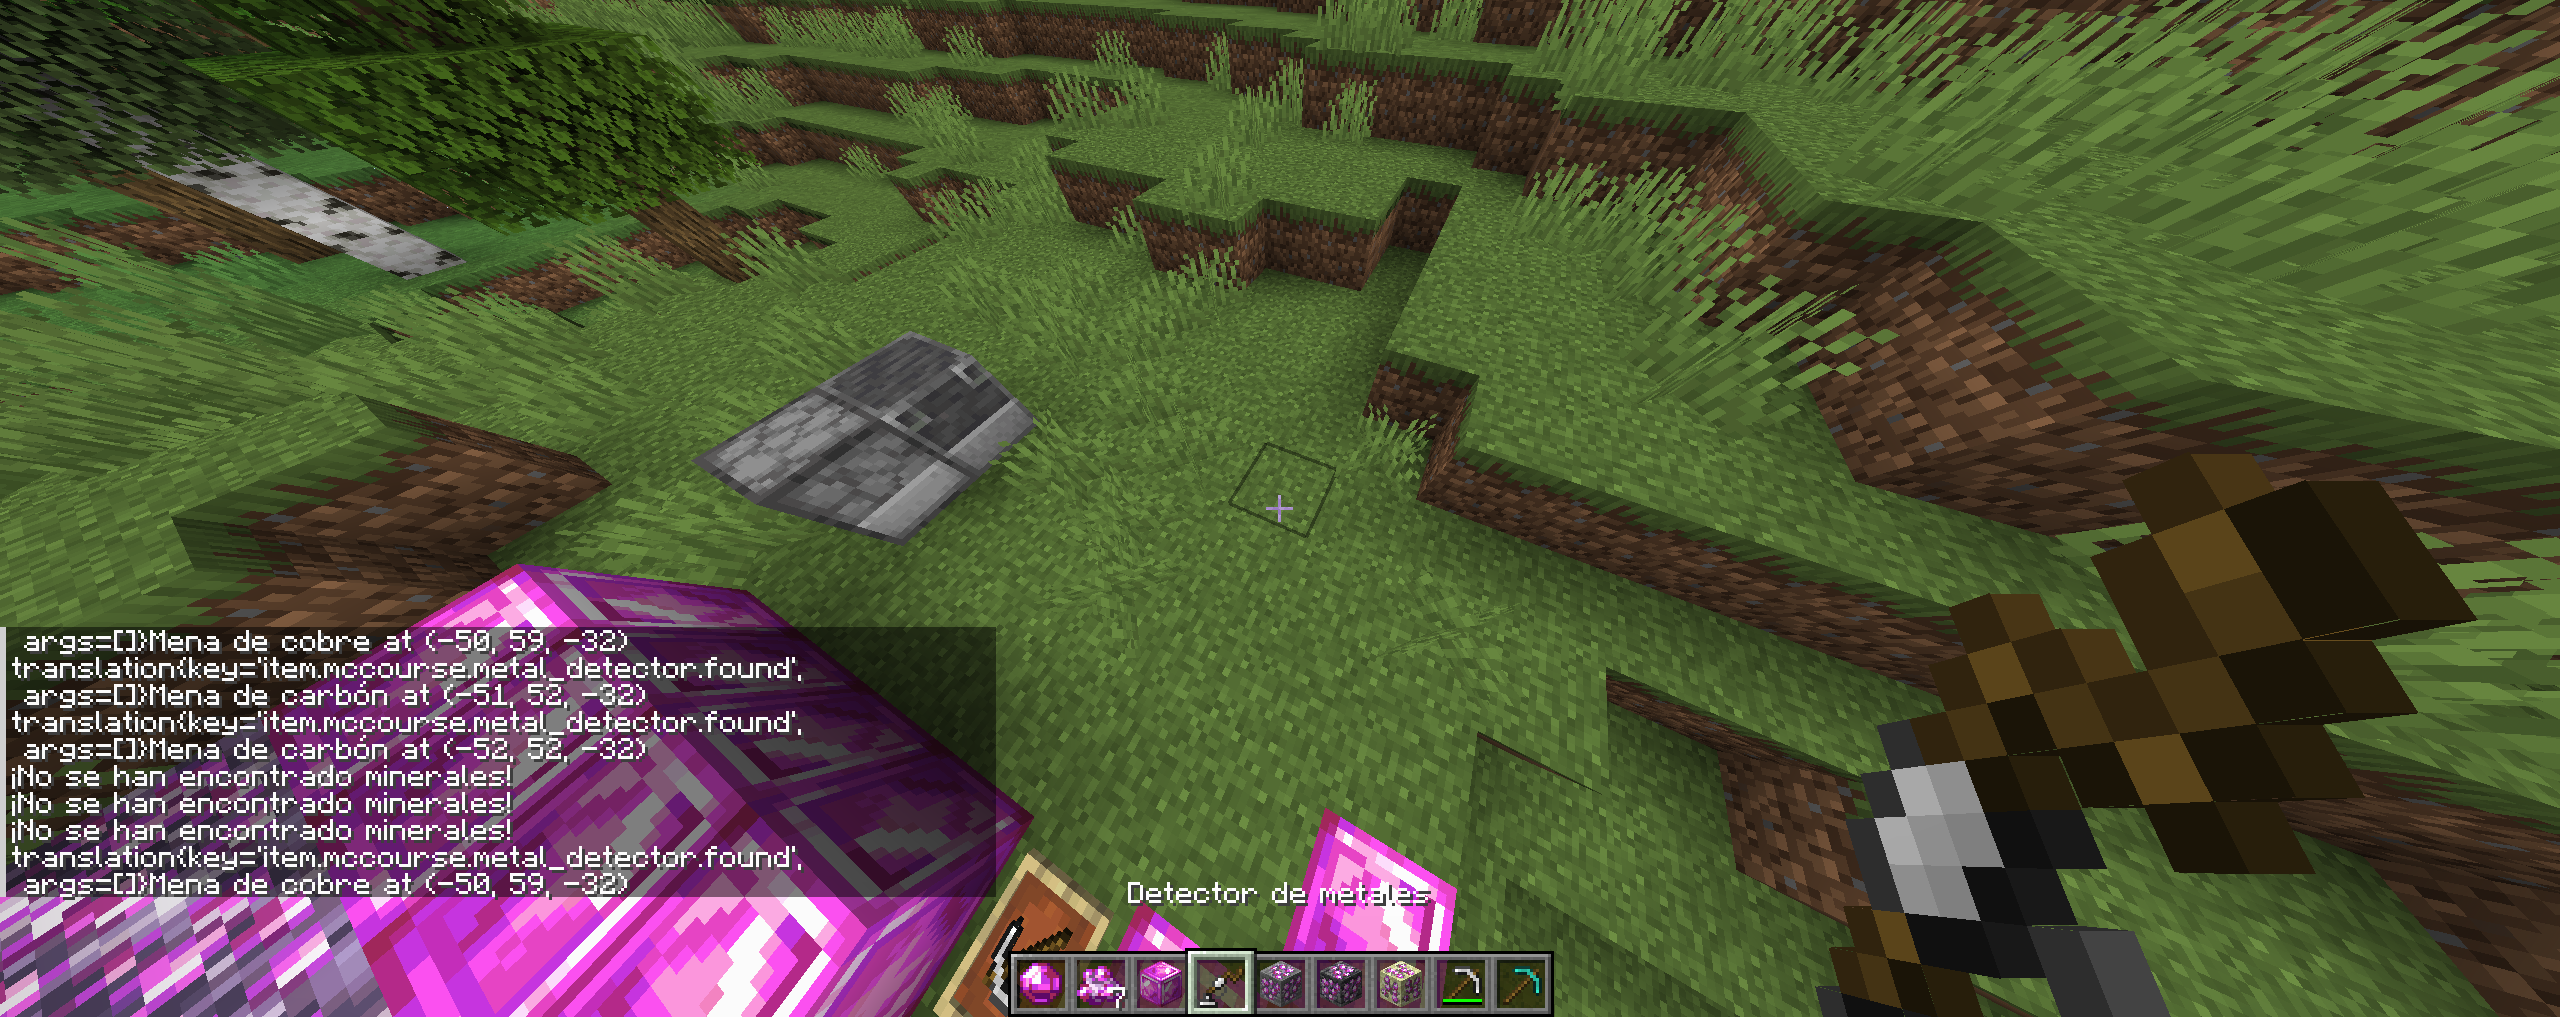 args=[]}Mena de cobre at (-50, 59, -32)
translation{key='item.mccourse.metal_detector.found',
args=[]}Mena de carbón at (-51, 52, -32)
translation{key='item.mccourse.metal_detector.found',
args=[]}Mena de carbón at (-52, 52, -32)
¡No se han encontrado minerales!
¡No se han encontrado minerales!
¡No se han encontrado minerales!
translation{key='item.mccourse.metal_detector.found',
args=[]}Mena de cobre at (-50, 59, -32)
Detector de metales
7